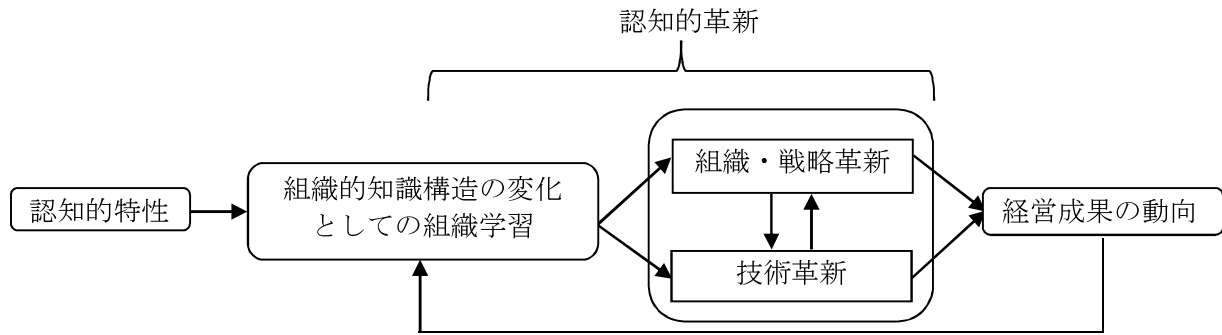 認知的革新
組織・戦略革新
組織的知識構造の変化
としての組織学習
認知的特性
経営成果の動向
技術革新